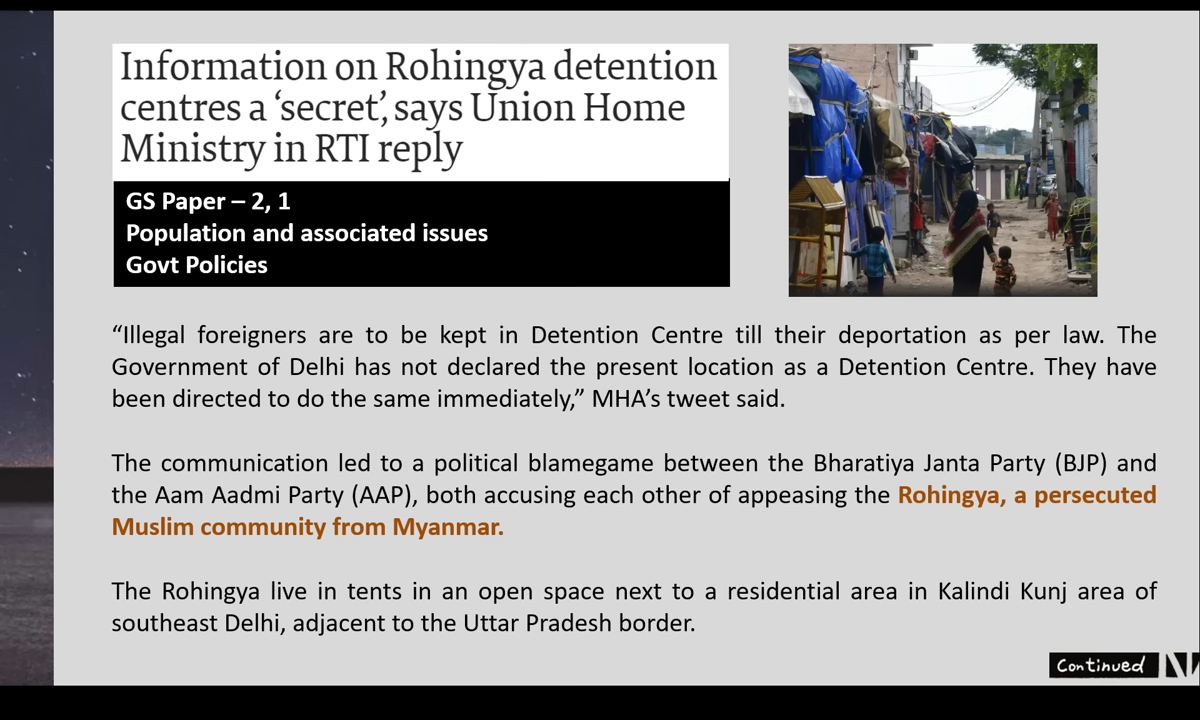 Information on Rohingya detention
centres a ‘secret’, says Union Home
Ministry in RTI reply
GS Paper – 2, 1
Population and associated issues
Govt Policies
“Illegal foreigners are to be kept in Detention Centre till their deportation as per law. The
Government of Delhi has not declared the present location as a Detention Centre. They have
been directed to do the same immediately,” MHA’s tweet said.
The communication led to a political blamegame between the Bharatiya Janta Party (BJP) and
the Aam Aadmi Party (AAP), both accusing each other of appeasing the Rohingya, a persecuted
Muslim community from Myanmar.
The Rohingya live in tents in an open space next to a residential area in Kalindi Kunj area of
southeast Delhi, adjacent to the Uttar Pradesh border.
Continued